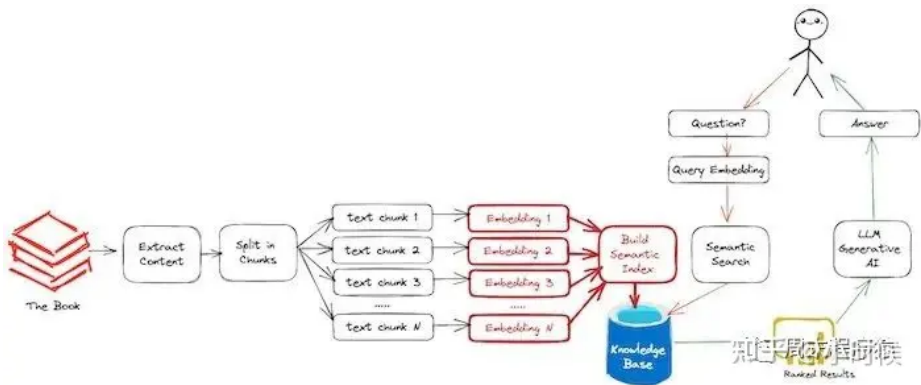 Question?
Answer
Query Embedding
The Book
Extract
Content
Split in
Chunks
text chunk 1
text chunk 2
text chunk 3
.....
text chunk N
Embedding 1
Embedding 2
Embedding 3
.....
Embedding N
Build
Semantic
Index
Semantic
Search
LLM
Generative
AI
Knowledge
Base
Ranked Results
知乎